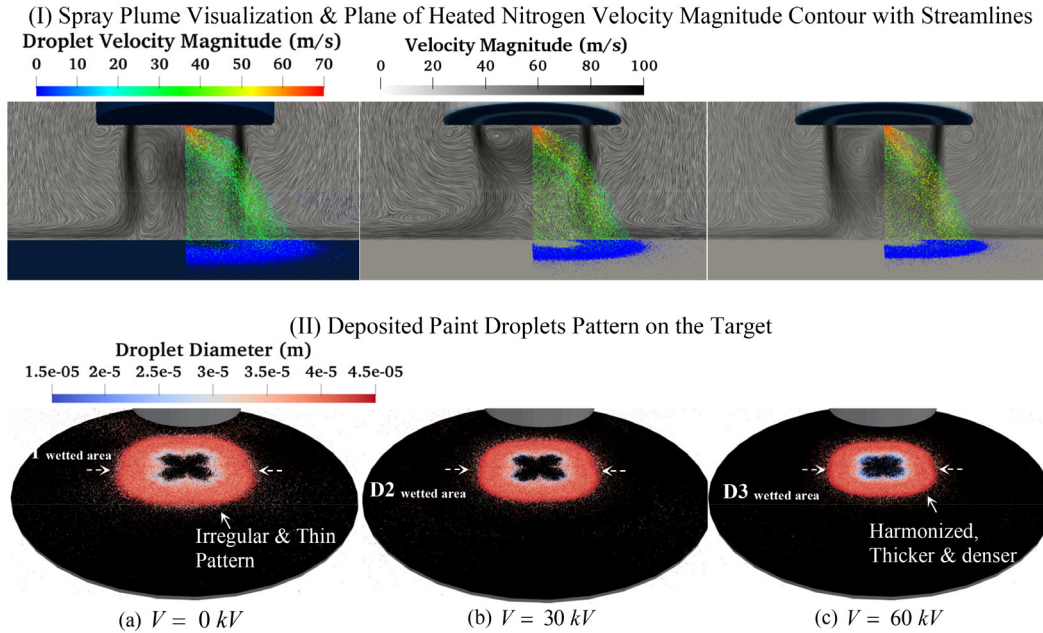 (I) Spray Plume Visualization & Plane of Heated Nitrogen Velocity Magnitude Contour with Streamlines
Droplet Velocity Magnitude (m/s)
0 10 20 30 40 50 60 70
Velocity Magnitude (m/s)
0 20 40 60 80 100
(II) Deposited Paint Droplets Pattern on the Target
Droplet Diameter (m)
1.5e-05 2e-5 2.5e-5 3e-5 3.5e-5 4e-5 4.5e-05
wetted area
D2 wetted area
D3 wetted area
Irregular & Thin
Pattern
Harmonized,
Thicker & denser
(a) V = 0 kV
(b) V = 30 kV
(c) V = 60 kV